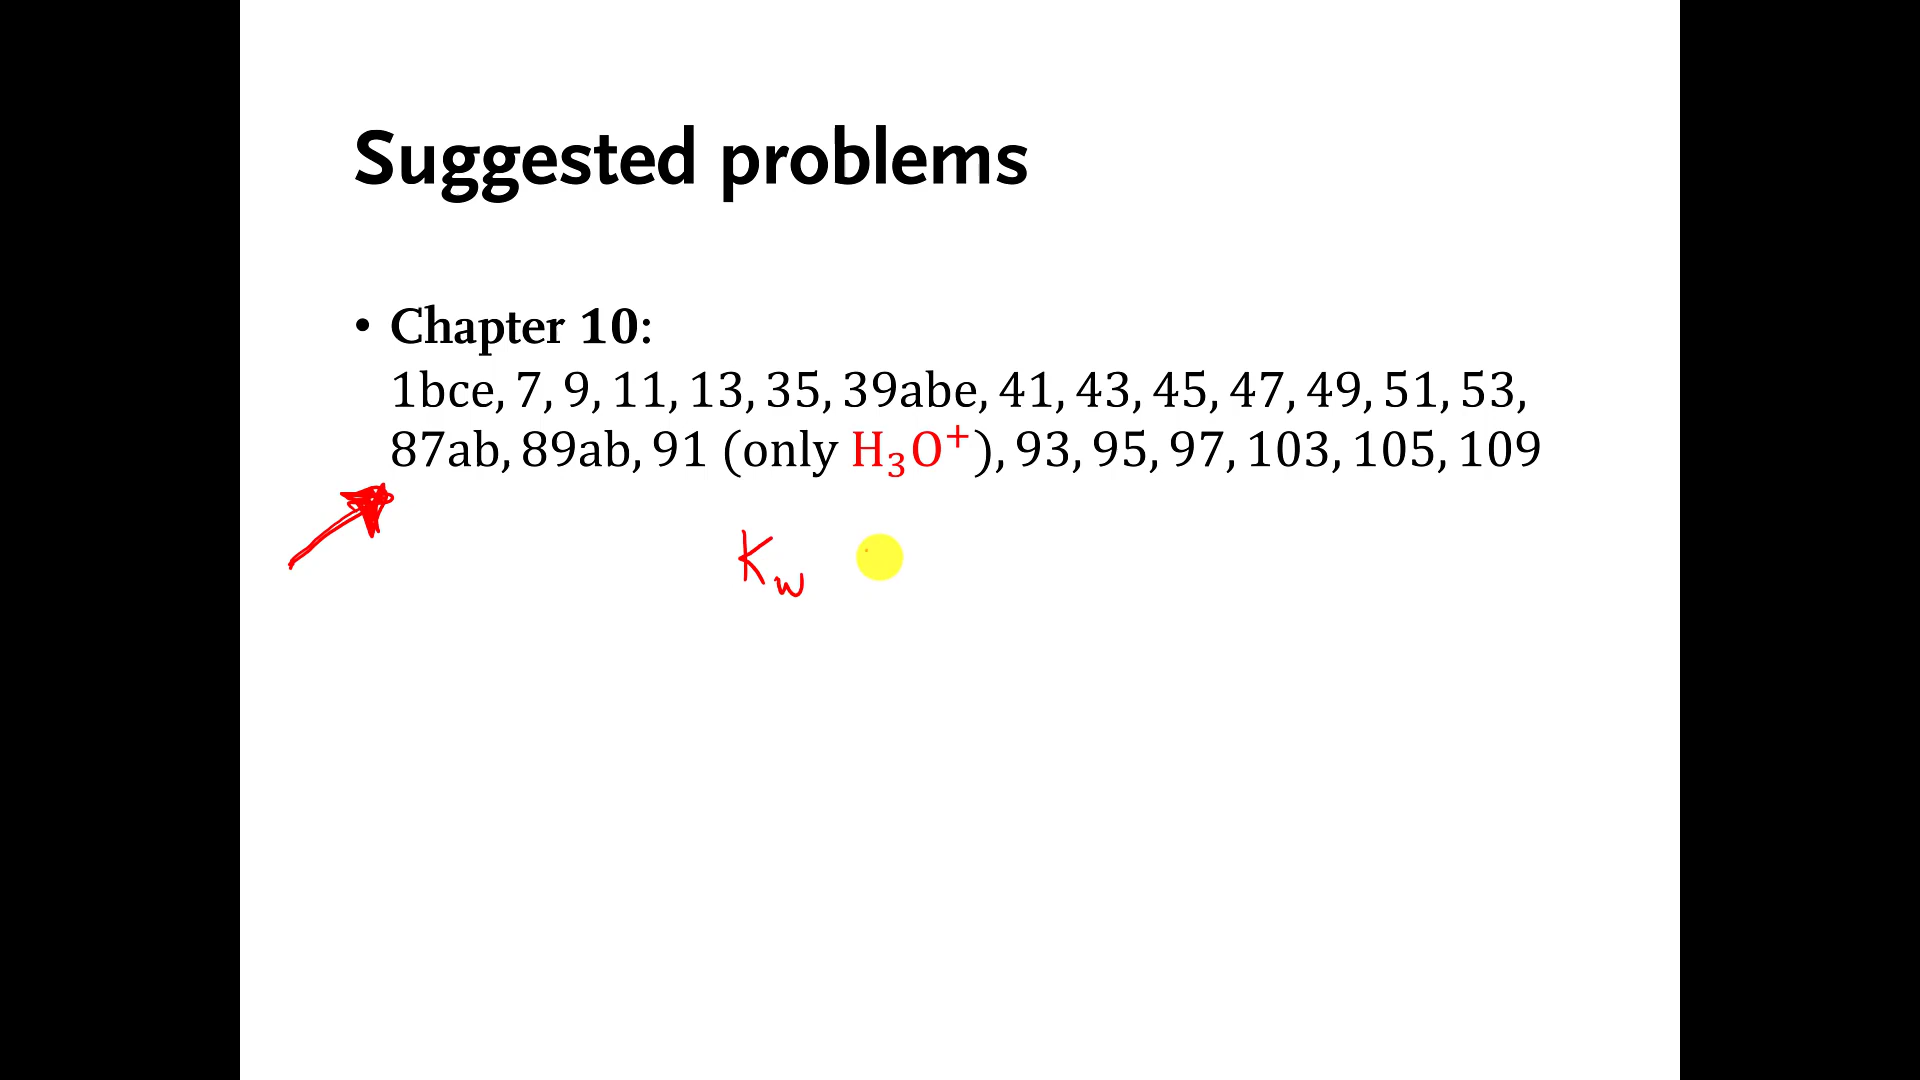 Suggested problems
• Chapter 10:
1bce, 7, 9, 11, 13, 35, 39abe, 41, 43, 45, 47, 49, 51, 53,
87ab, 89ab, 91 (only H₃O⁺), 93, 95, 97, 103, 105, 109
K_w